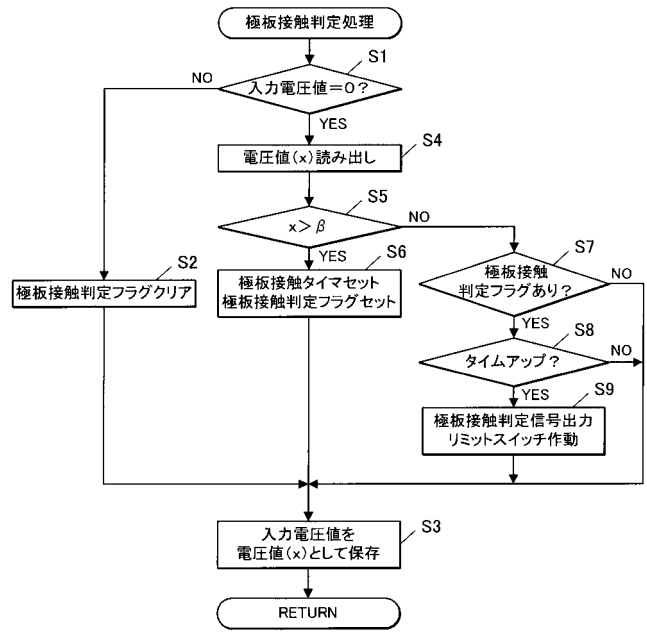 極板接触判定処理
S1
入力電圧値=0?
NO
YES
S4
電圧値(x)読み出し
S5
x>β
NO
YES
S2
極板接触判定フラグクリア
S6
極板接触タイマセット
極板接触判定フラグセット
S7
極板接触
判定フラグあり?
NO
YES
S8
タイムアップ?
NO
YES
S9
極板接触判定信号出力
リミットスイッチ作動
S3
入力電圧値を
電圧値(x)として保存
RETURN